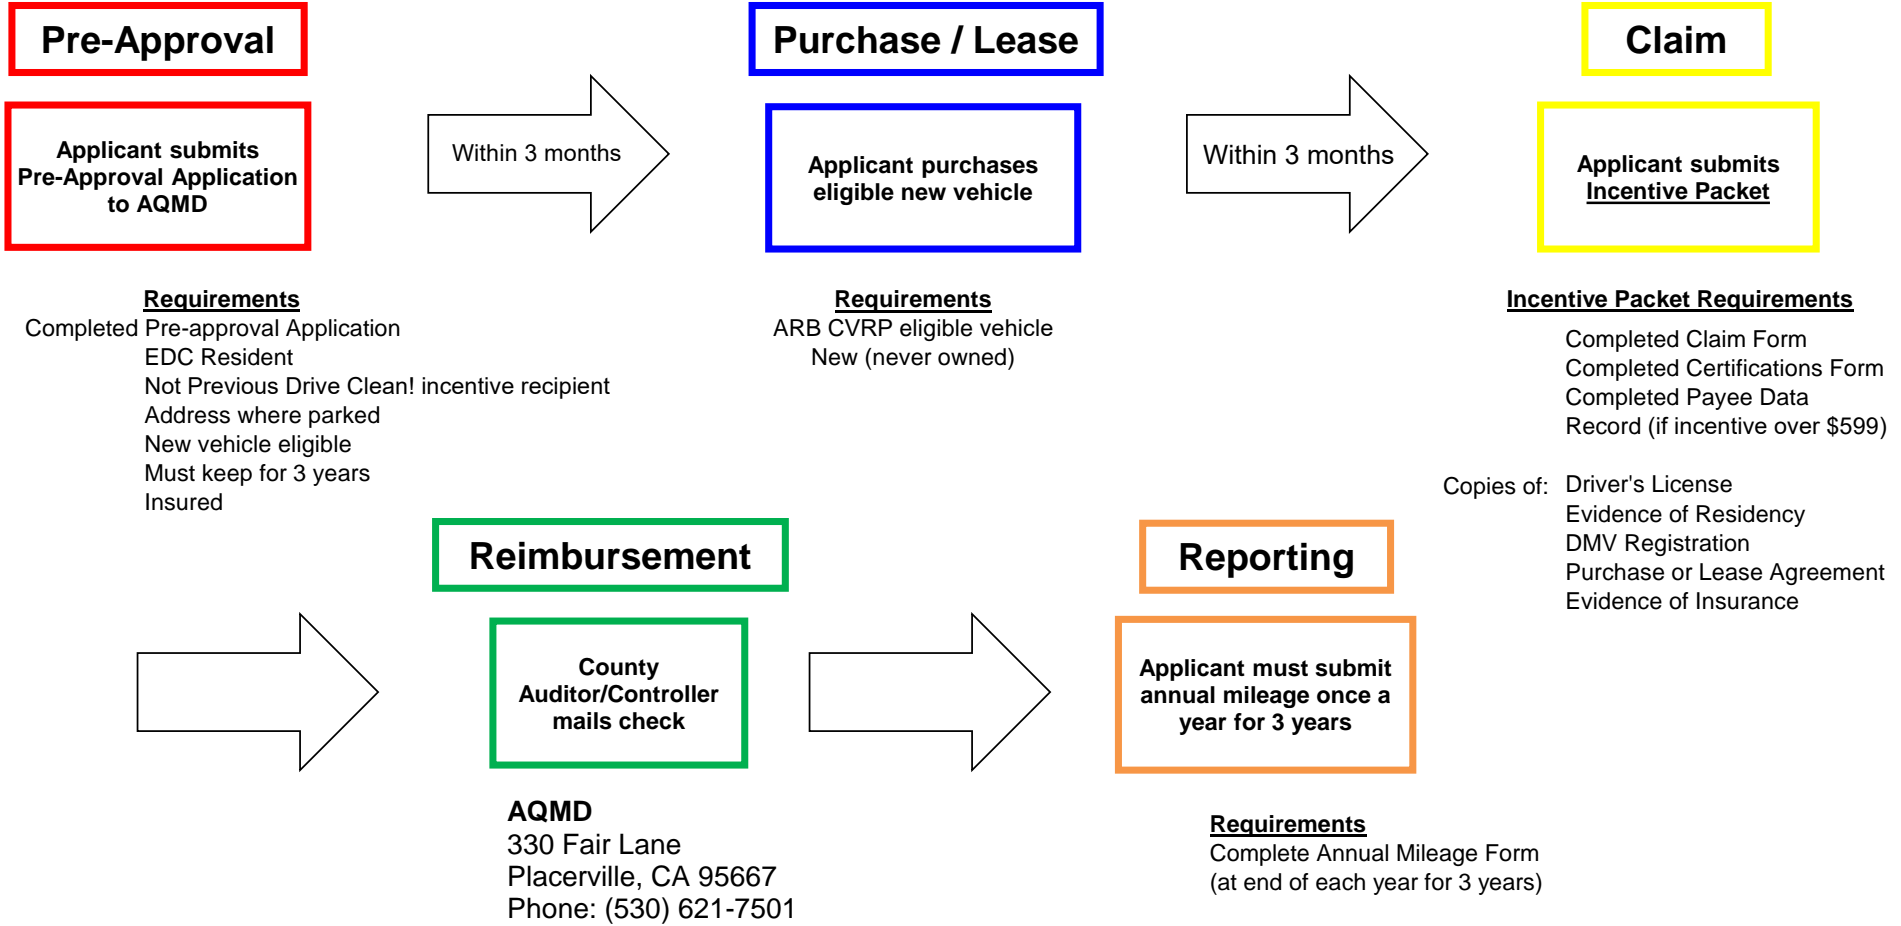 Pre-Approval
Purchase / Lease
Claim
Applicant submits
Pre-Approval Application
to AQMD
Within 3 months
Applicant purchases
eligible new vehicle
Within 3 months
Applicant submits
Incentive Packet
Requirements
Completed Pre-approval Application
EDC Resident
Not Previous Drive Clean! incentive recipient
Address where parked
New vehicle eligible
Must keep for 3 years
Insured
Requirements
ARB CVRP eligible vehicle
New (never owned)
Incentive Packet Requirements
Completed Claim Form
Completed Certifications Form
Completed Payee Data
Record (if incentive over $599)
Copies of: Driver's License
Evidence of Residency
DMV Registration
Purchase or Lease Agreement
Evidence of Insurance
Reimbursement
County
Auditor/Controller
mails check
AQMD
330 Fair Lane
Placerville, CA 95667
Phone: (530) 621-7501
Reporting
Applicant must submit
annual mileage once a
year for 3 years
Requirements
Complete Annual Mileage Form
(at end of each year for 3 years)